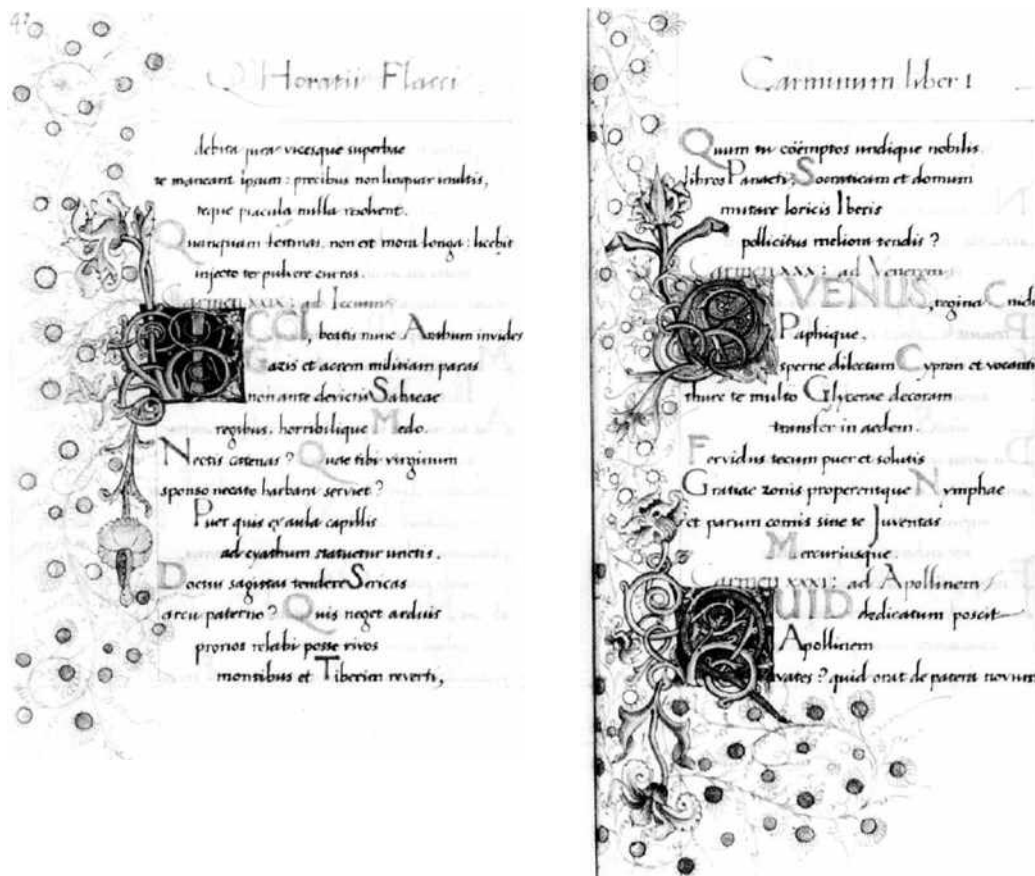 Q. Horatii Flacci
debita jura vicesque superbae
te maneant ipsum: precibus non linquar inultis,
teque piacula nulla resolvent.
Quanquam festinas, non est mora longa: licebit
injecto ter pulvere curras.
Carmen XXIX: ad Iccium
ICCI, beatis nunc Arabum invides
Gazis et acrem militiam paras
non ante devictis Sabaeae
regibus, horribilique Medo
Nectis catenas? Quae tibi virginum
sponso necato barbara serviet?
Puer quis ex aula capillis
ad cyathum statuetur unctis,
Doctus sagittas tendere Sericas
arcu paterno? Quis neget arduis
pronos relabi posse rivos
montibus et Tiberim reverti,
Carminum liber I
Quum tu coëmptos undique nobilis
libros Panaeti, Socraticam et domum
mutare loricis Iberis
pollicitus meliora tendis?
Carmen XXX: ad Venerem
O VENUS, regina Cnidi
Paphique,
sperne dilectam Cypron et vocanti
thure te multo Glycerae decoram
transfer in aedem.
Fervidus tecum puer et solutis
Gratiae zonis properentque Nymphae
et parum comis sine te Juventas
Mercuriusque.
Carmen XXXI: ad Apollinem
QUID dedicatum poscit
Apollinem
vates? quid orat de patera novum